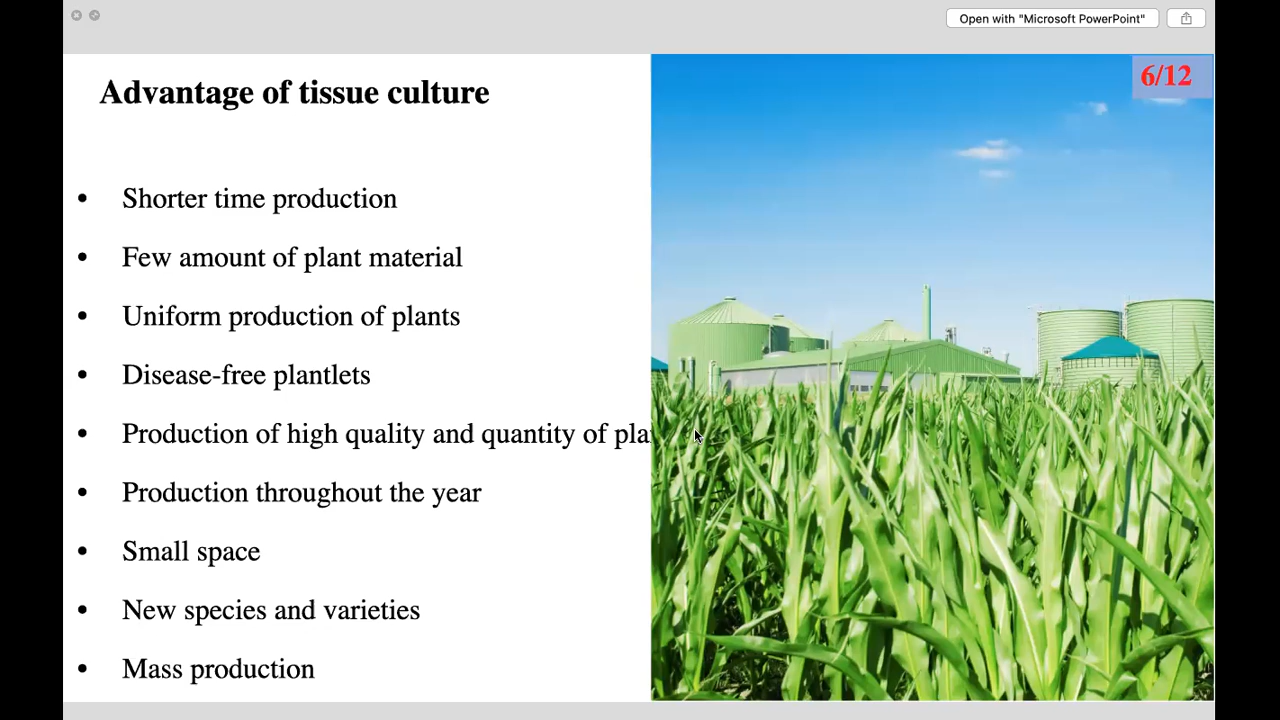 Open with "Microsoft PowerPoint"
6/12
Advantage of tissue culture
• Shorter time production
• Few amount of plant material
• Uniform production of plants
• Disease-free plantlets
• Production of high quality and quantity of
• Production throughout the year
• Small space
• New species and varieties
• Mass production